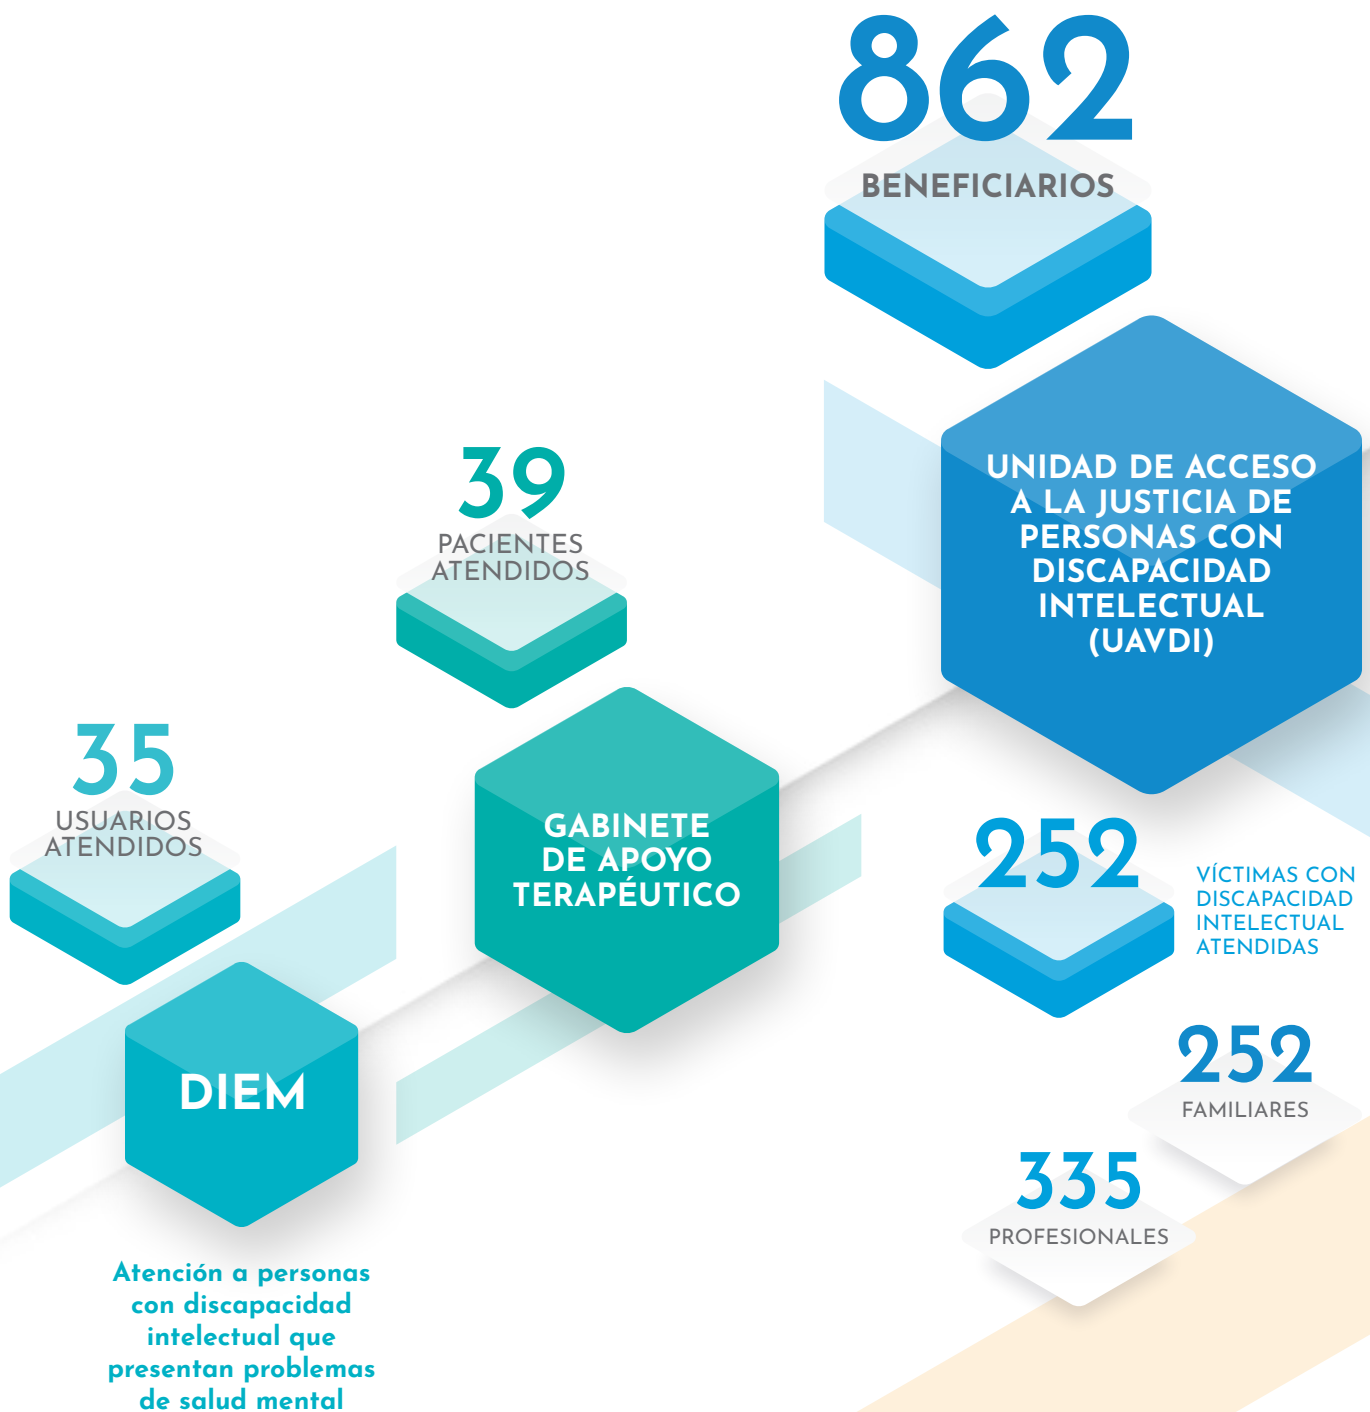 862
BENEFICIARIOS
UNIDAD DE ACCESO
A LA JUSTICIA DE
PERSONAS CON
DISCAPACIDAD
INTELECTUAL
(UAVDI)
39
PACIENTES
ATENDIDOS
GABINETE
DE APOYO
TERAPÉUTICO
35
USUARIOS
ATENDIDOS
DIEM
Atención a personas
con discapacidad
intelectual que
presentan problemas
de salud mental
252
VÍCTIMAS CON
DISCAPACIDAD
INTELECTUAL
ATENDIDAS
252
FAMILIARES
335
PROFESIONALES